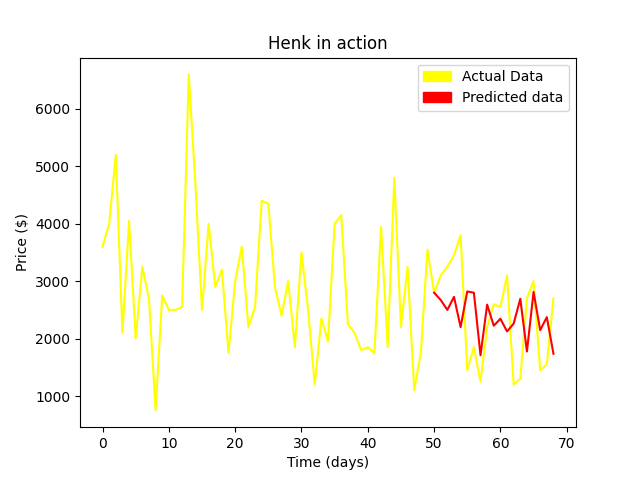 Henk in action
Actual Data
Predicted data
Price ($)
6000
5000
4000
3000
2000
1000
0 10 20 30 40 50 60 70
Time (days)